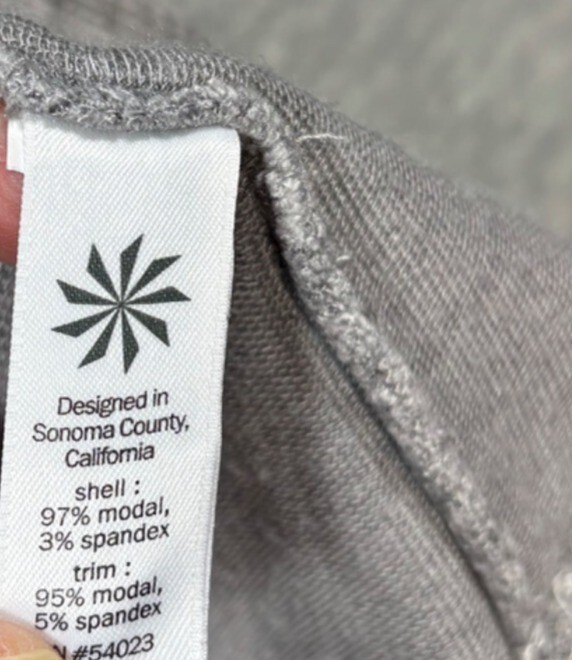 Designed in
Sonoma County,
California
shell :
97% modal,
3% spandex
trim :
95% modal,
5% spandex
N #54023